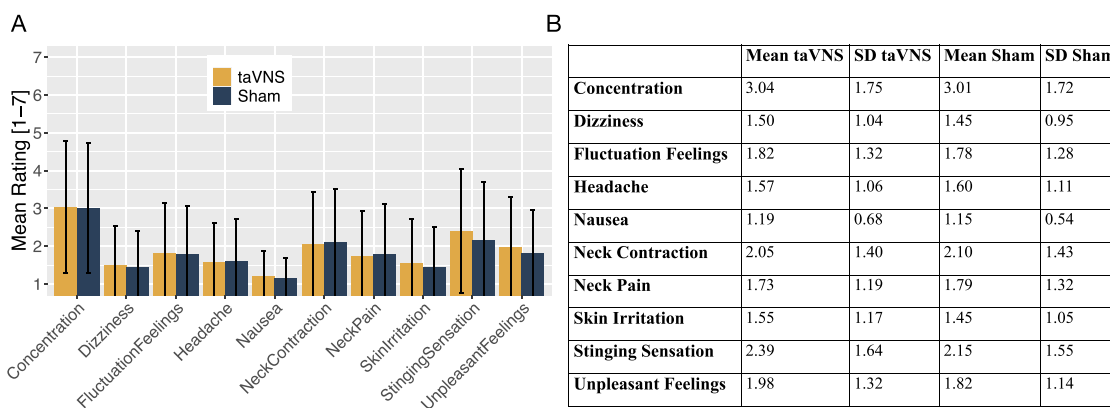 A
Mean Rating [1–7]
7
6
5
4
3
2
1
taVNS
Sham
Concentration
Dizziness
FluctuationFeelings
Headache
Nausea
NeckContraction
NeckPain
SkinIrritation
StingingSensation
UnpleasantFeelings
B
Mean taVNS SD taVNS Mean Sham SD Sham
Concentration 3.04 1.75 3.01 1.72
Dizziness 1.50 1.04 1.45 0.95
Fluctuation Feelings 1.82 1.32 1.78 1.28
Headache 1.57 1.06 1.60 1.11
Nausea 1.19 0.68 1.15 0.54
Neck Contraction 2.05 1.40 2.10 1.43
Neck Pain 1.73 1.19 1.79 1.32
Skin Irritation 1.55 1.17 1.45 1.05
Stinging Sensation 2.39 1.64 2.15 1.55
Unpleasant Feelings 1.98 1.32 1.82 1.14